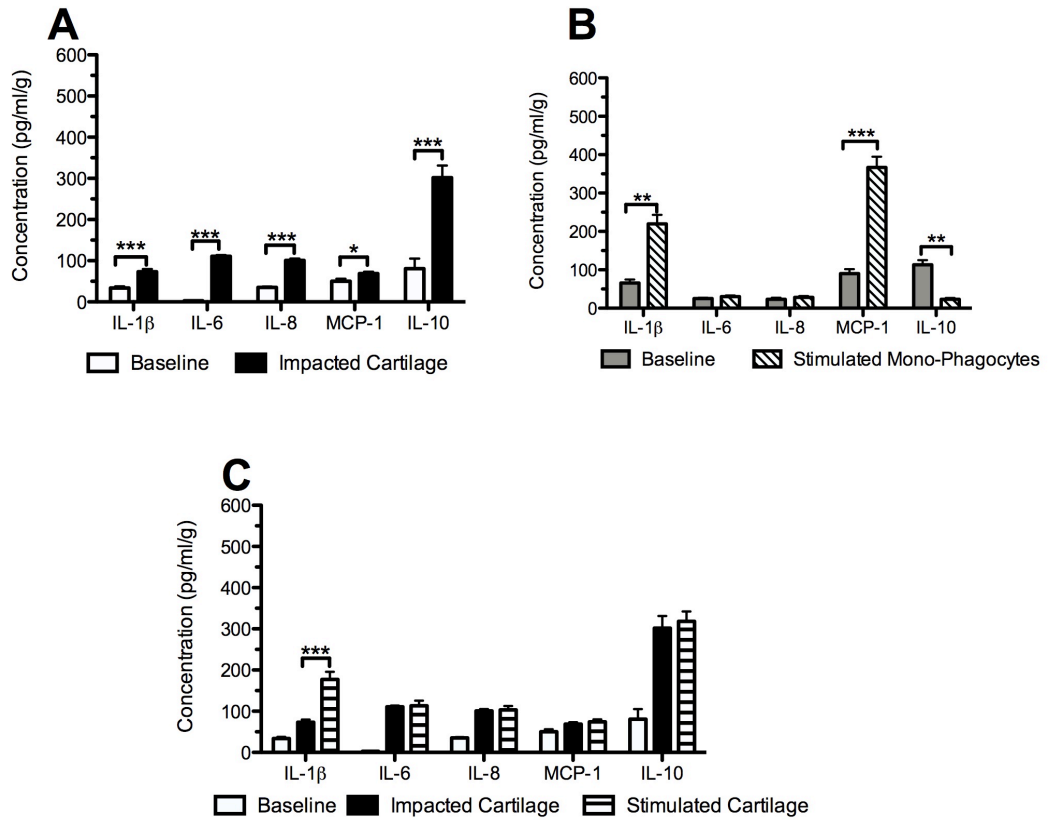 A
Concentration (pg/ml/g)
600
500
400
300
200
100
0
***
***
***
*
***
IL-1β IL-6 IL-8 MCP-1 IL-10
Baseline Impacted Cartilage
B
Concentration (pg/ml/g)
600
500
400
300
200
100
0
**
***
**
IL-1β IL-6 IL-8 MCP-1 IL-10
Baseline Stimulated Mono-Phagocytes
C
Concentration (pg/ml/g)
600
500
400
300
200
100
0
***
IL-1β IL-6 IL-8 MCP-1 IL-10
Baseline Impacted Cartilage Stimulated Cartilage